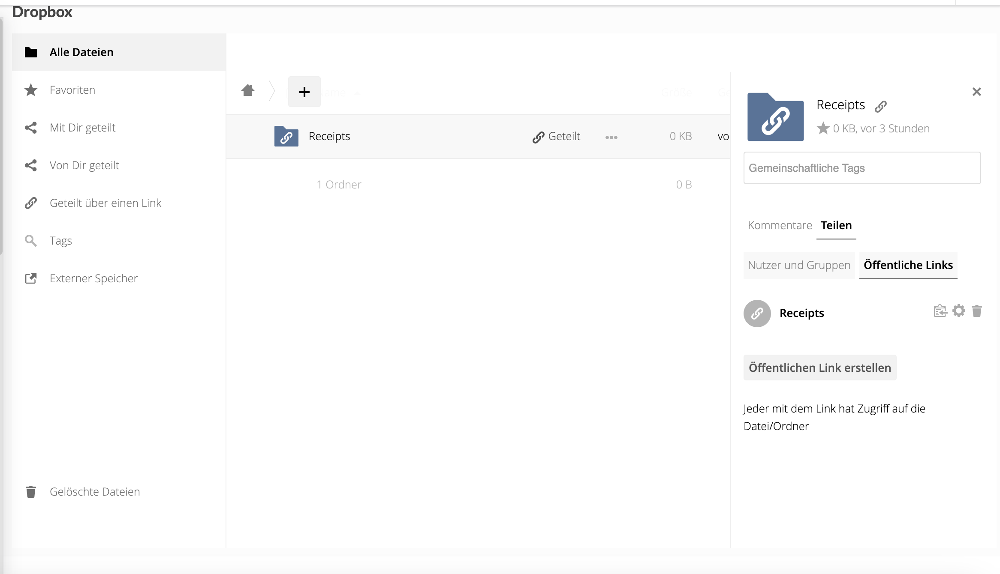 Dropbox
Alle Dateien
Favoriten
Mit Dir geteilt
Von Dir geteilt
Geteilt über einen Link
Tags
Externer Speicher
Gelöschte Dateien
Größe
Receipts
Geteilt
0 KB
vo
1 Ordner
0 B
Receipts
0 KB, vor 3 Stunden
Gemeinschaftliche Tags
Kommentare Teilen
Nutzer und Gruppen Öffentliche Links
Receipts
Öffentlichen Link erstellen
Jeder mit dem Link hat Zugriff auf die
Datei/Ordner